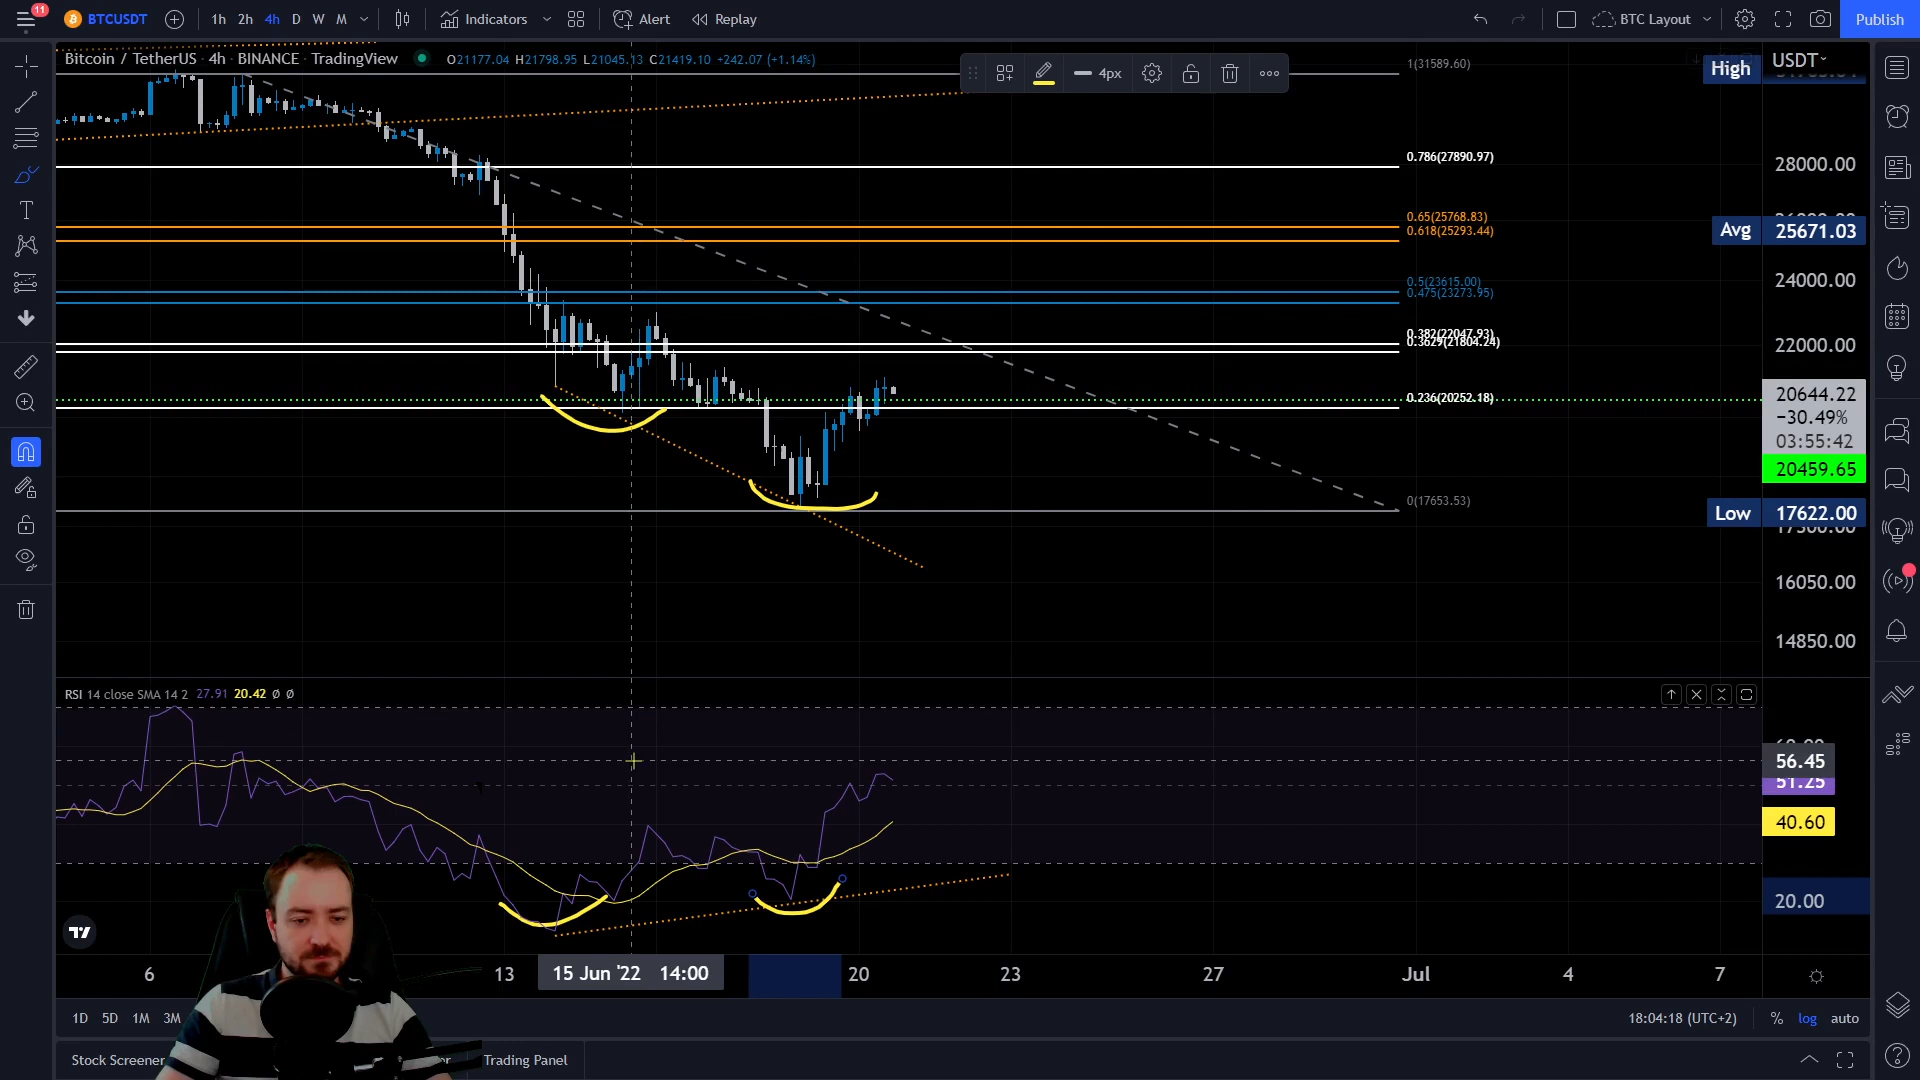 11
BTCUSDT 1h 2h 4h D W M Indicators Alert Replay BTC Layout Publish
Bitcoin / TetherUS · 4h · BINANCE · TradingView O21177.04 H21798.95 L21045.13 C21419.10 +242.07 (+1.14%)
4px
1(31589.60)
High
USDT
0.786(27890.97)
28000.00
0.65(25768.83)
0.618(25293.44)
Avg 25671.03
0.5(23615.00)
0.475(23273.95)
24000.00
0.382(22047.93)
0.3629(21804.24)
22000.00
0.236(20252.18)
20644.22
−30.49%
03:55:42
20459.65
0(17653.53)
Low 17622.00
16050.00
14850.00
RSI 14 close SMA 14 2 27.91 20.42 ∅ ∅
56.45
51.25
40.60
20.00
6 13 15 Jun '22 14:00 20 23 27 Jul 4 7
1D 5D 1M 3M 18:04:18 (UTC+2) % log auto
Stock Screener Trading Panel